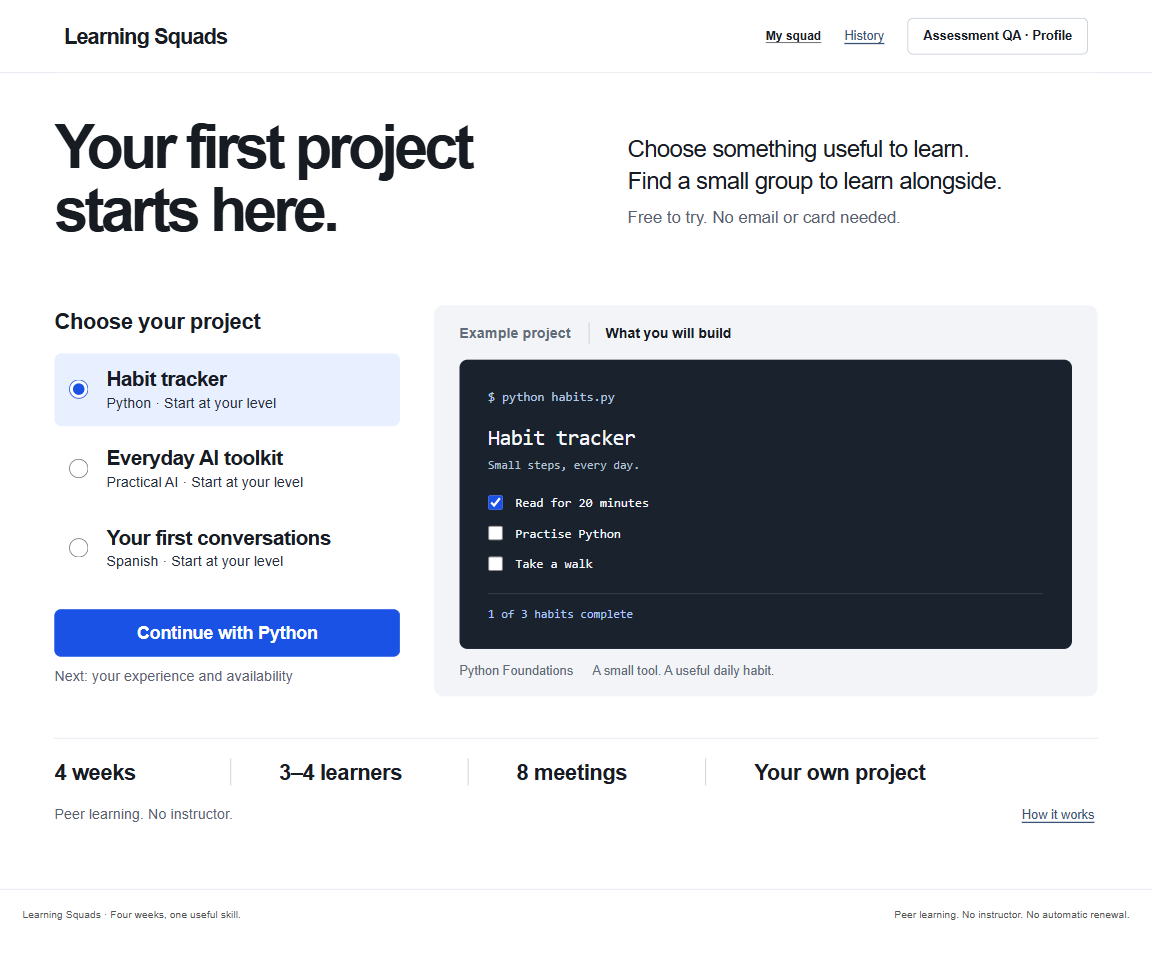 Learning Squads
My squad
History
Assessment QA · Profile
Your first project
starts here.
Choose something useful to learn.
Find a small group to learn alongside.
Free to try. No email or card needed.
Choose your project
Habit tracker
Python · Start at your level
Everyday AI toolkit
Practical AI · Start at your level
Your first conversations
Spanish · Start at your level
Continue with Python
Next: your experience and availability
Example project
What you will build
$ python habits.py
Habit tracker
Small steps, every day.
Read for 20 minutes
Practise Python
Take a walk
1 of 3 habits complete
Python Foundations
A small tool. A useful daily habit.
4 weeks
3–4 learners
8 meetings
Your own project
Peer learning. No instructor.
How it works
Learning Squads · Four weeks, one useful skill.
Peer learning. No instructor. No automatic renewal.